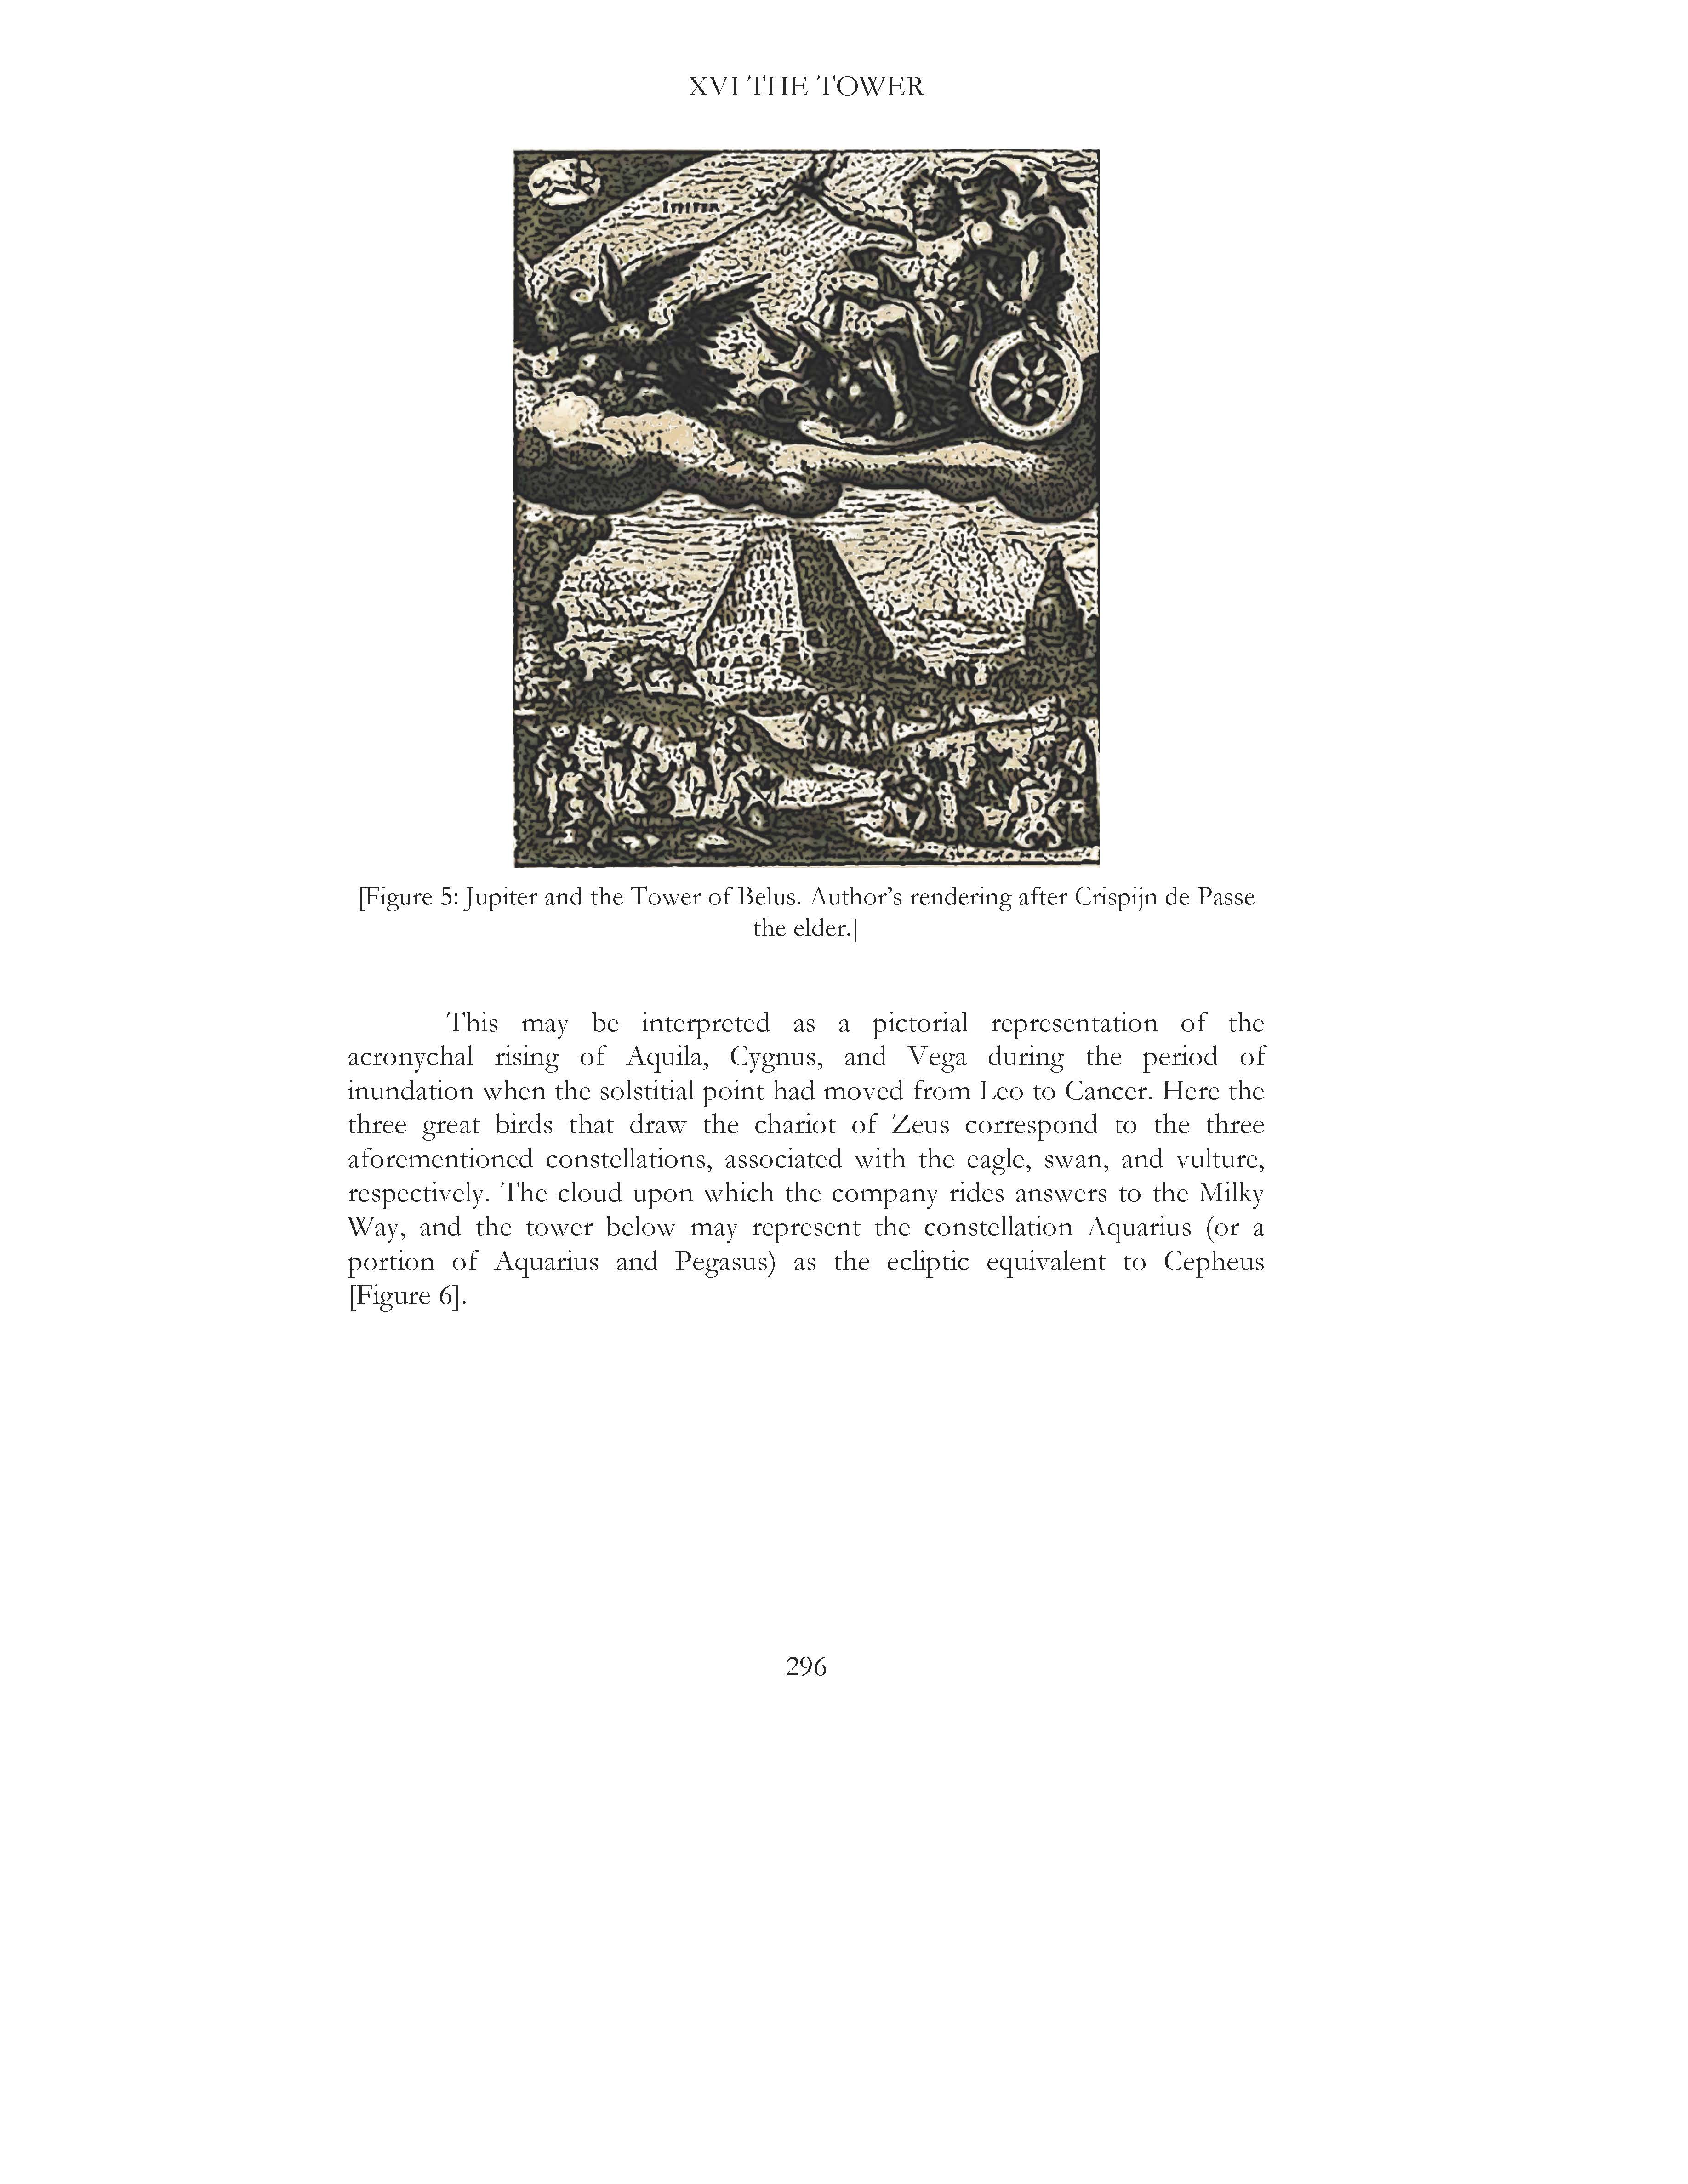 XVI THE TOWER
[Figure 5: Jupiter and the Tower of Belus. Author’s rendering after Crispijn de Passe
the elder.]
This may be interpreted as a pictorial representation of the
acronychal rising of Aquila, Cygnus, and Vega during the period of
inundation when the solstitial point had moved from Leo to Cancer. Here the
three great birds that draw the chariot of Zeus correspond to the three
aforementioned constellations, associated with the eagle, swan, and vulture,
respectively. The cloud upon which the company rides answers to the Milky
Way, and the tower below may represent the constellation Aquarius (or a
portion of Aquarius and Pegasus) as the ecliptic equivalent to Cepheus
[Figure 6].
296